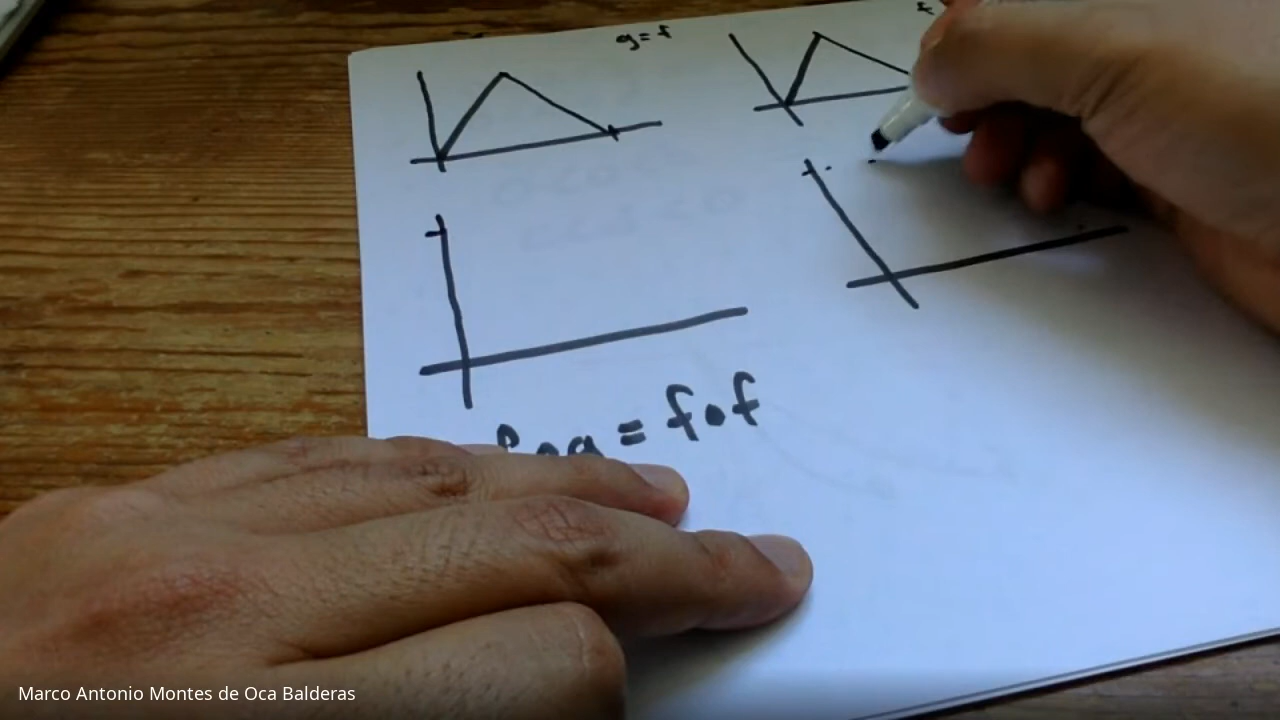 g = f
f
f∘g = f∘f
Marco Antonio Montes de Oca Balderas